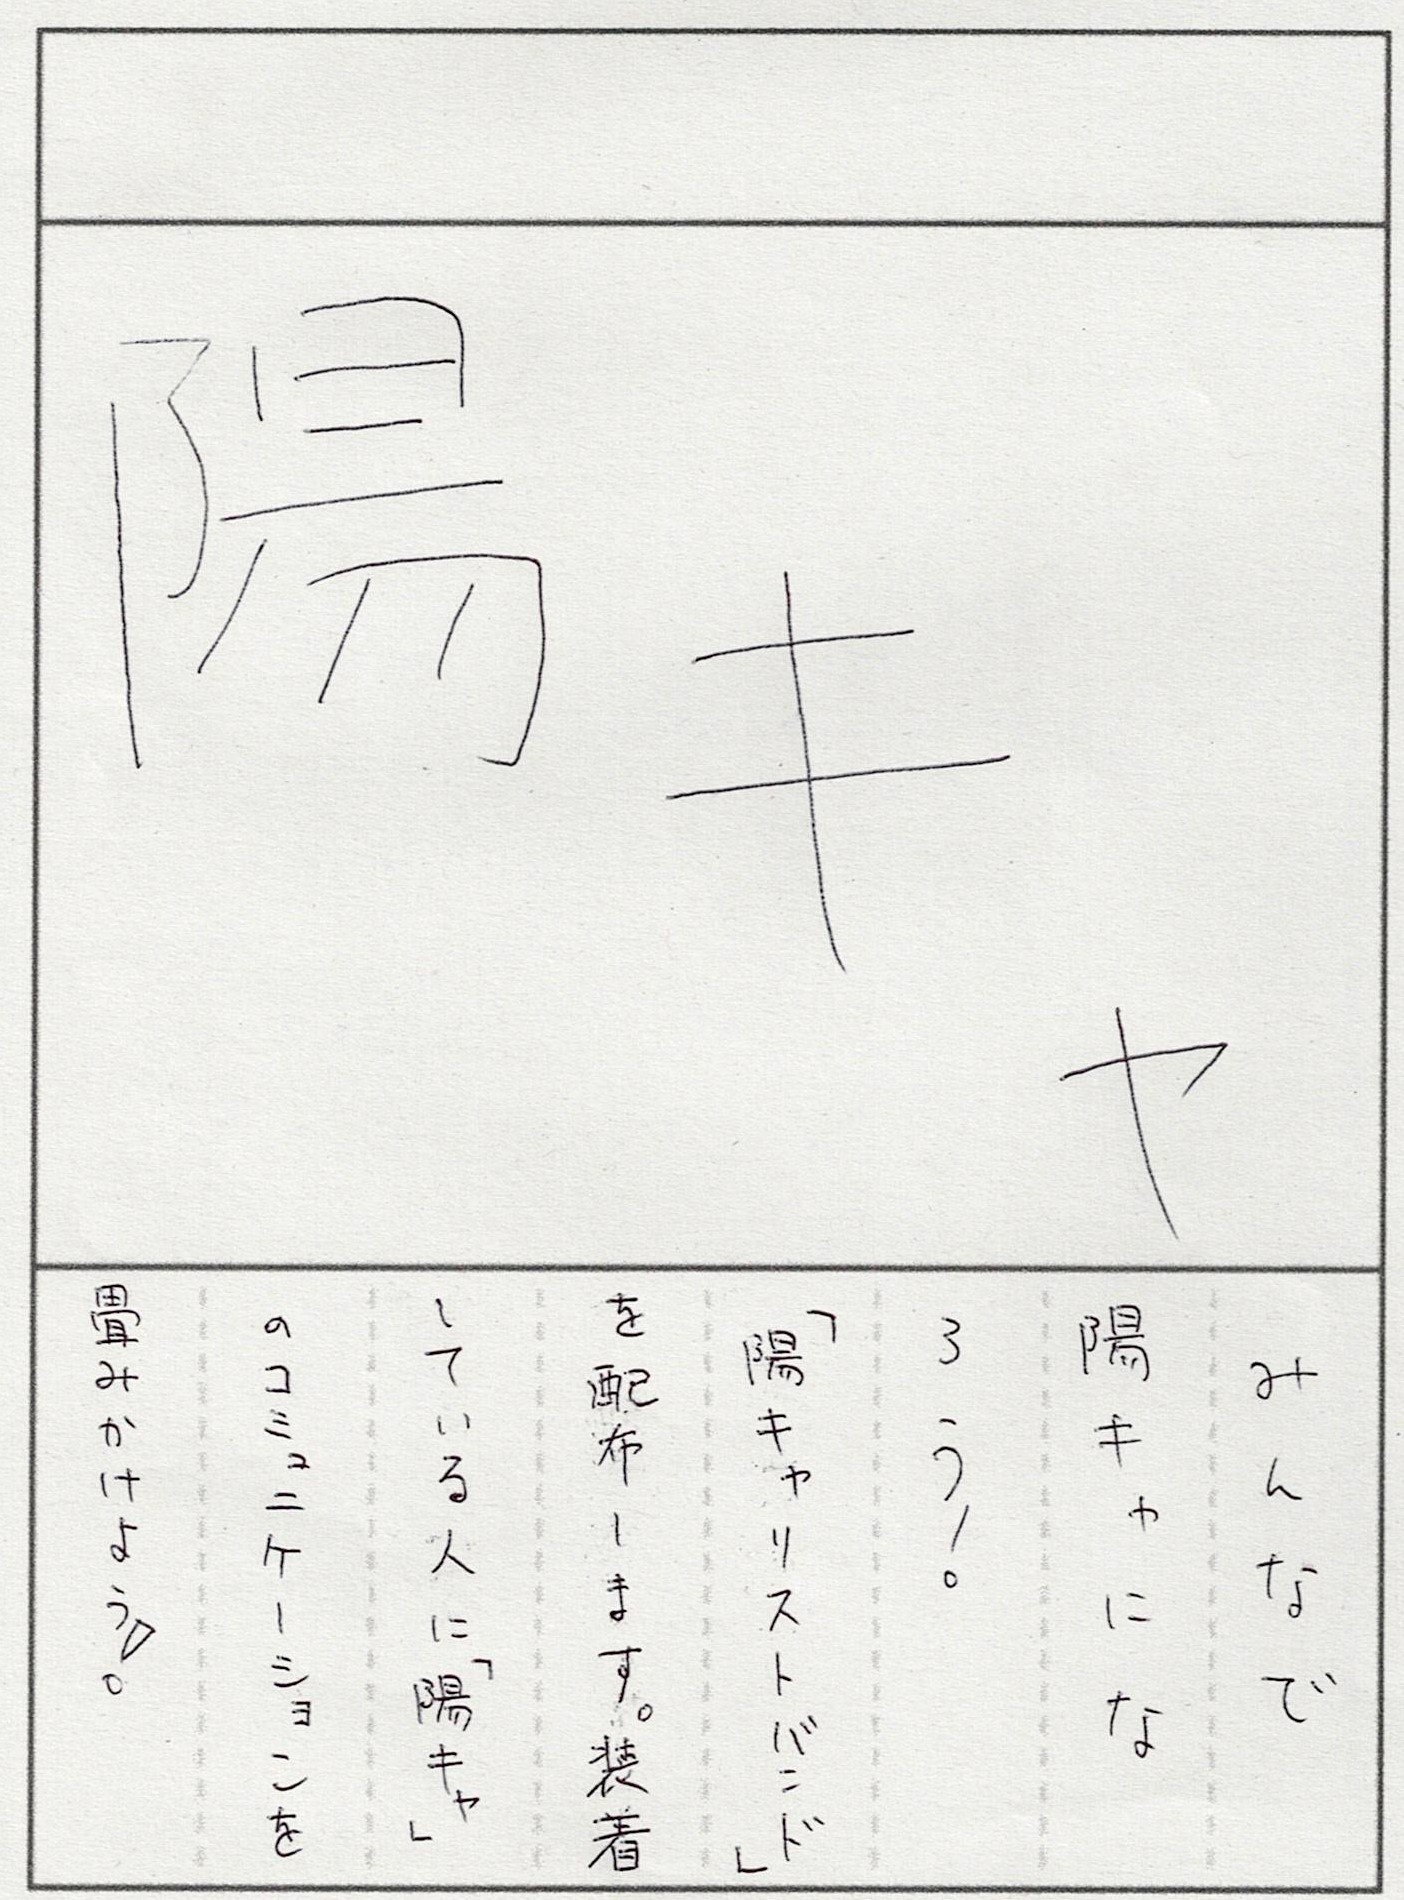 陽キャ
みんなで
陽キャにな
ろう!。
「陽キャリストバンド」
を配布します。装着
している人に「陽キャ」
のコミュニケーションを
畳みかけよう!。